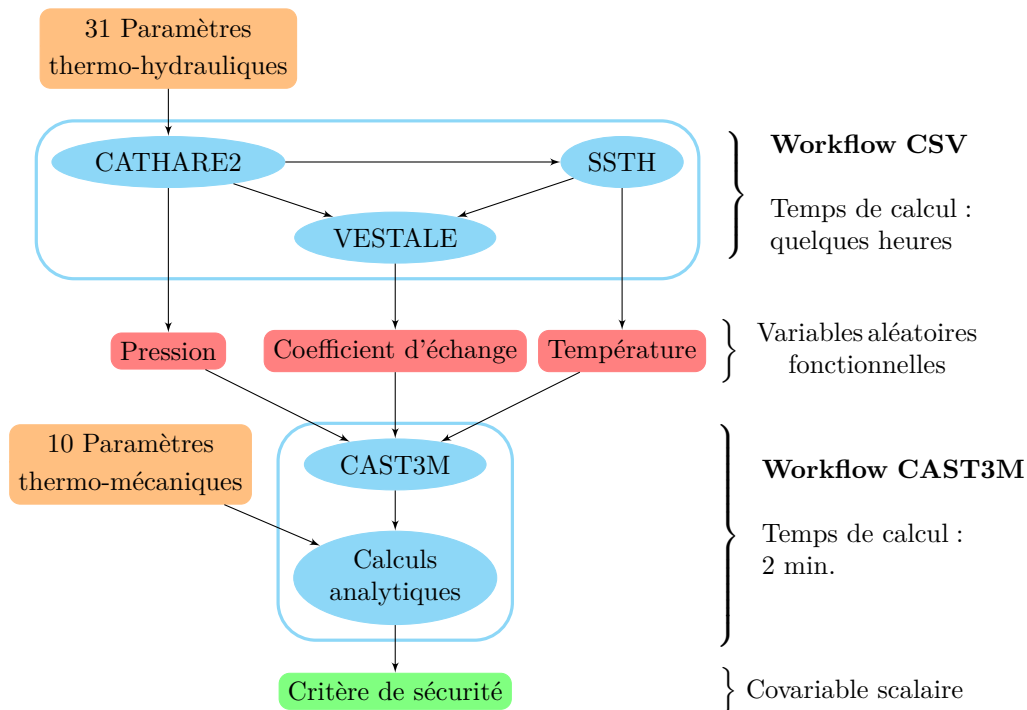 31 Paramètres
thermo-hydrauliques
CATHARE2
SSTH
VESTALE
Workflow CSV
Temps de calcul :
quelques heures
Pression
Coefficient d'échange
Température
Variables aléatoires
fonctionnelles
10 Paramètres
thermo-mécaniques
CAST3M
Calculs
analytiques
Workflow CAST3M
Temps de calcul :
2 min.
Critère de sécurité
Covariable scalaire